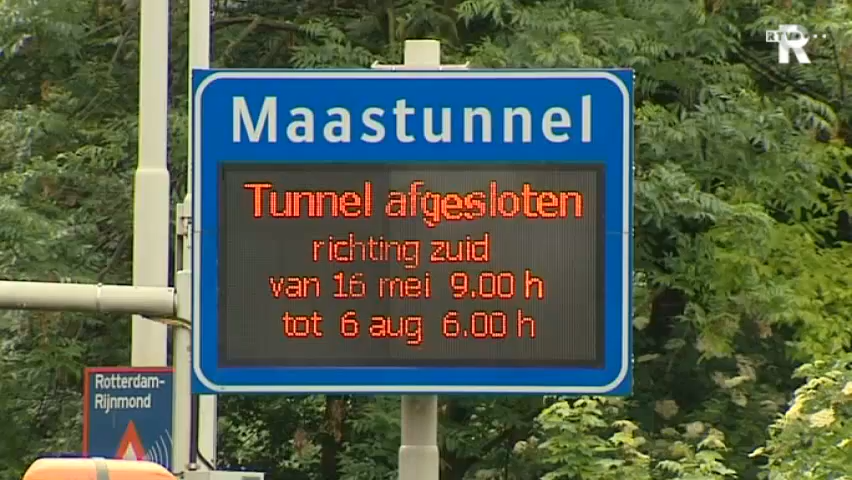 RTV
R
Maastunnel
Tunnel afgesloten
richting zuid
van 16 mei 9.00 h
tot 6 aug 6.00 h
Rotterdam-
Rijnmond